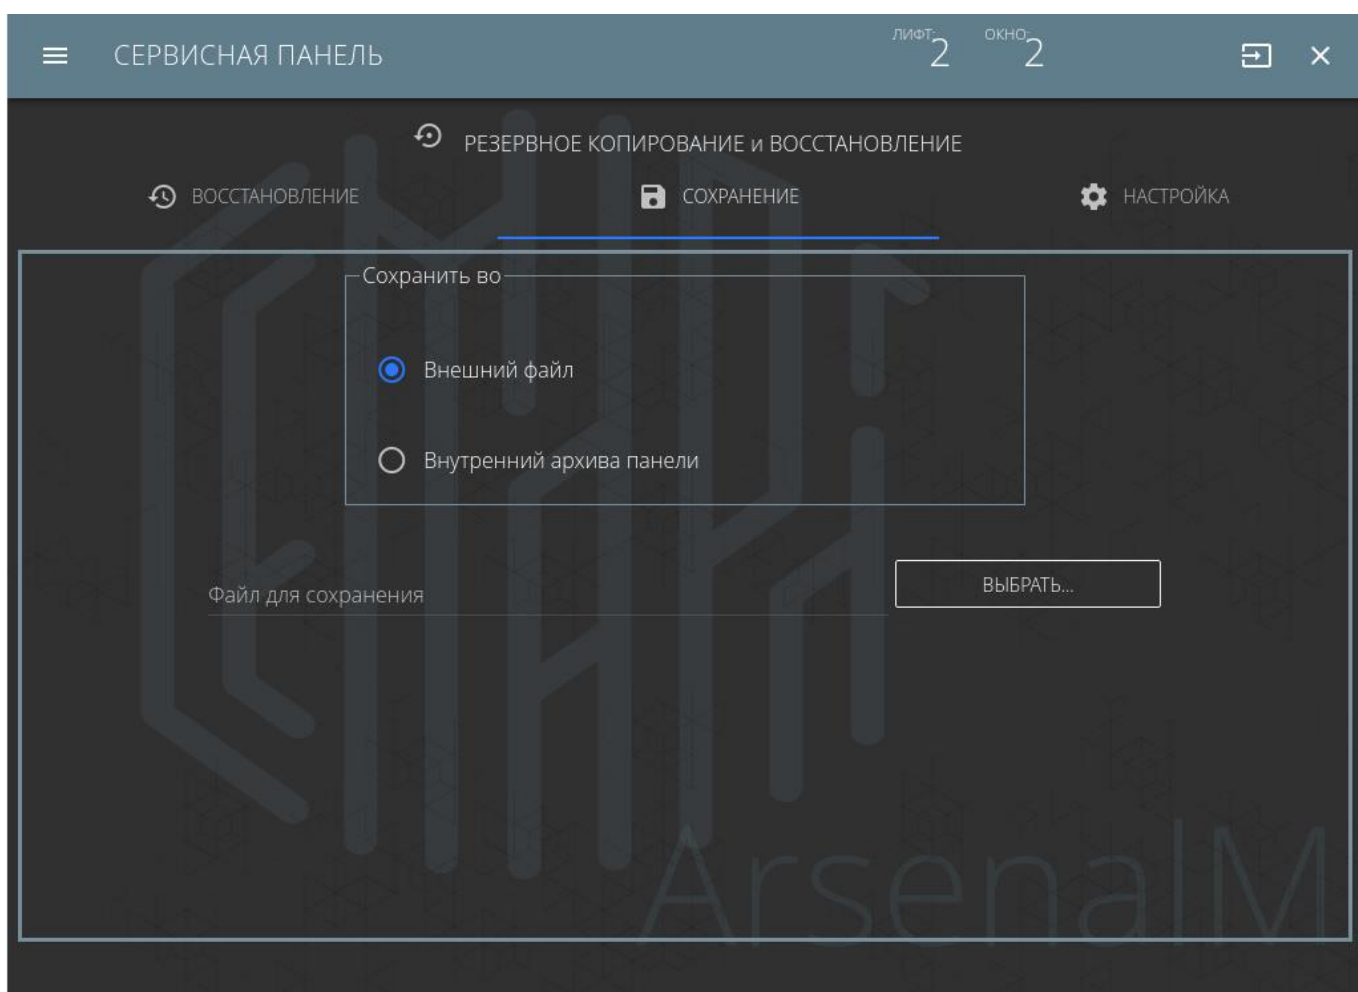 СЕРВИСНАЯ ПАНЕЛЬ
ЛИФТ: 2 ОКНО: 2
РЕЗЕРВНОЕ КОПИРОВАНИЕ и ВОССТАНОВЛЕНИЕ
ВОССТАНОВЛЕНИЕ СОХРАНЕНИЕ НАСТРОЙКА
Сохранить во
Внешний файл
Внутренний архива панели
Файл для сохранения ВЫБРАТЬ...
ArsenalM